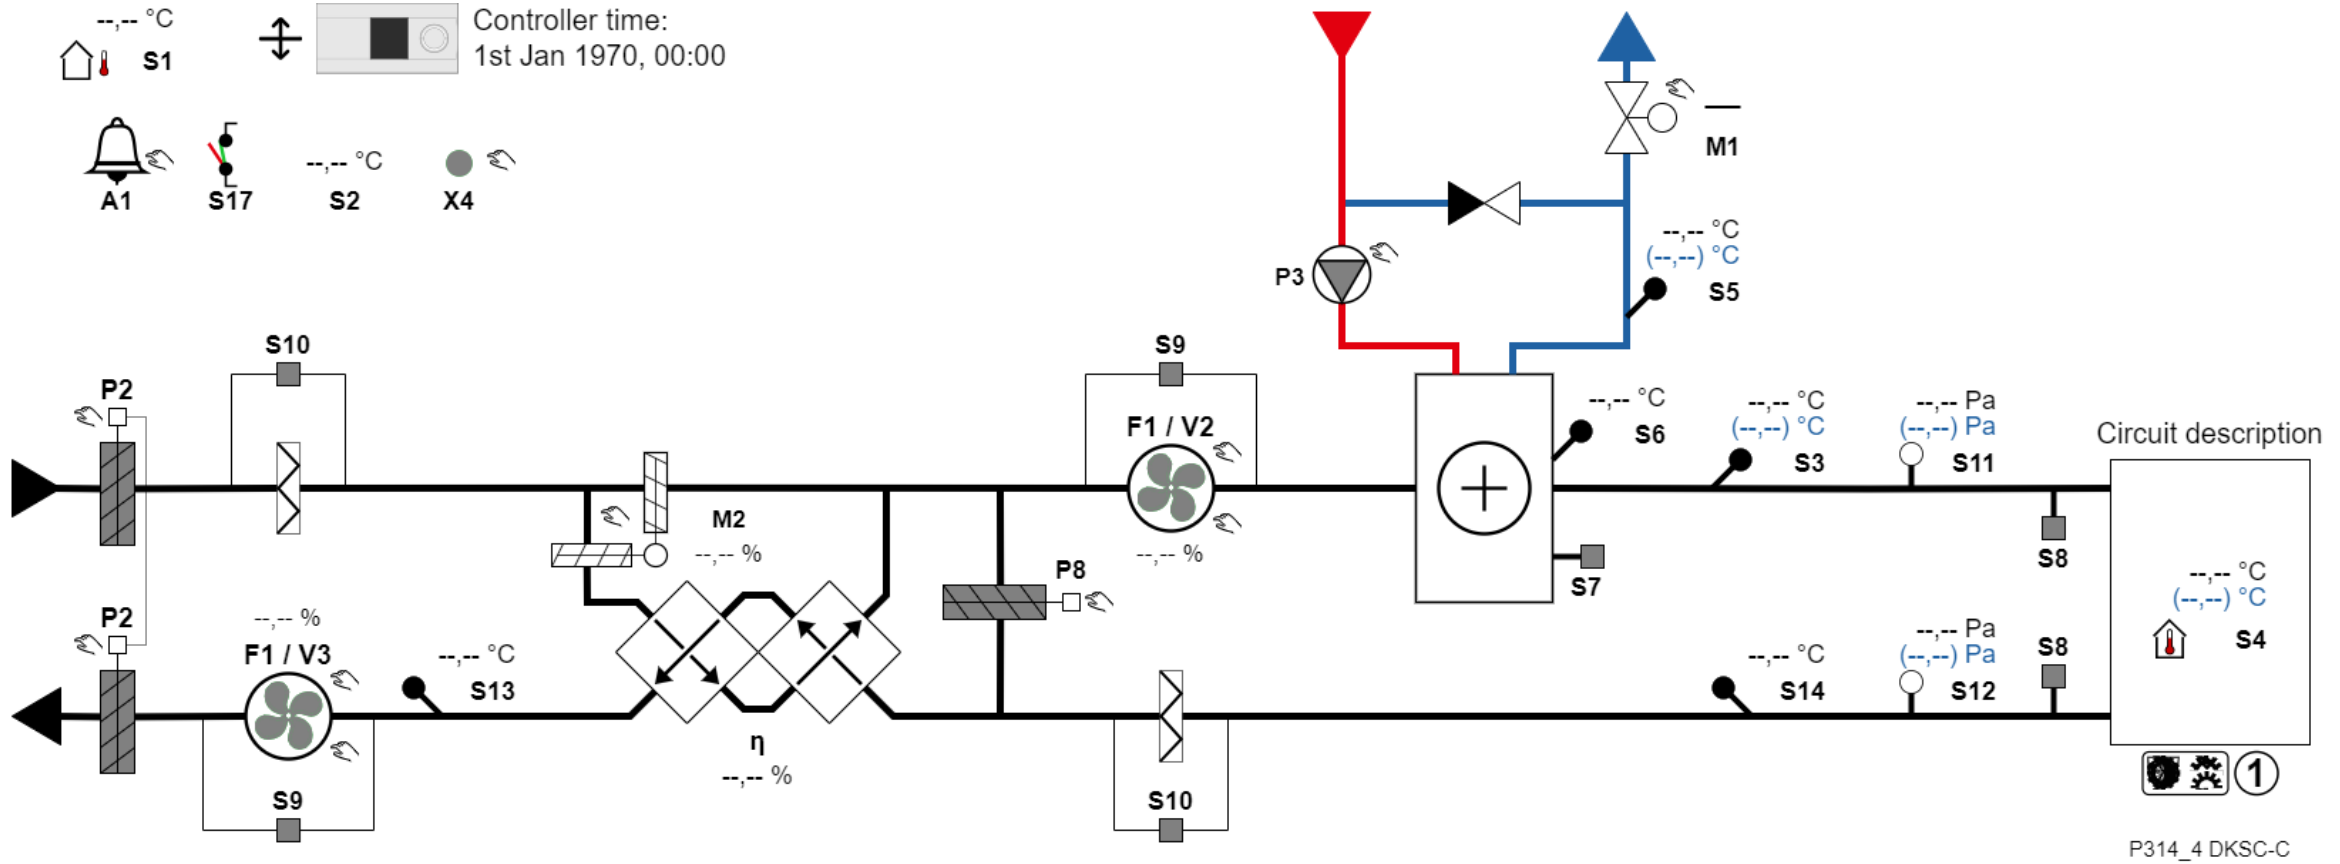 --,-- °C
S1
Controller time:
1st Jan 1970, 00:00
A1
S17
--,-- °C
S2
X4
M1
--,-- °C
(--,--) °C
S5
P3
S10
P2
S9
F1 / V2
--,-- %
--,-- °C
S6
--,-- °C
(--,--) °C
S3
--,-- Pa
(--,--) Pa
S11
Circuit description
M2
--,-- %
P8
S7
S8
--,-- °C
(--,--) °C
S4
P2
--,-- %
F1 / V3
--,-- °C
S13
η
--,-- %
--,-- °C
S14
--,-- Pa
(--,--) Pa
S12
S8
S9
S10
1
P314_4 DKSC-C